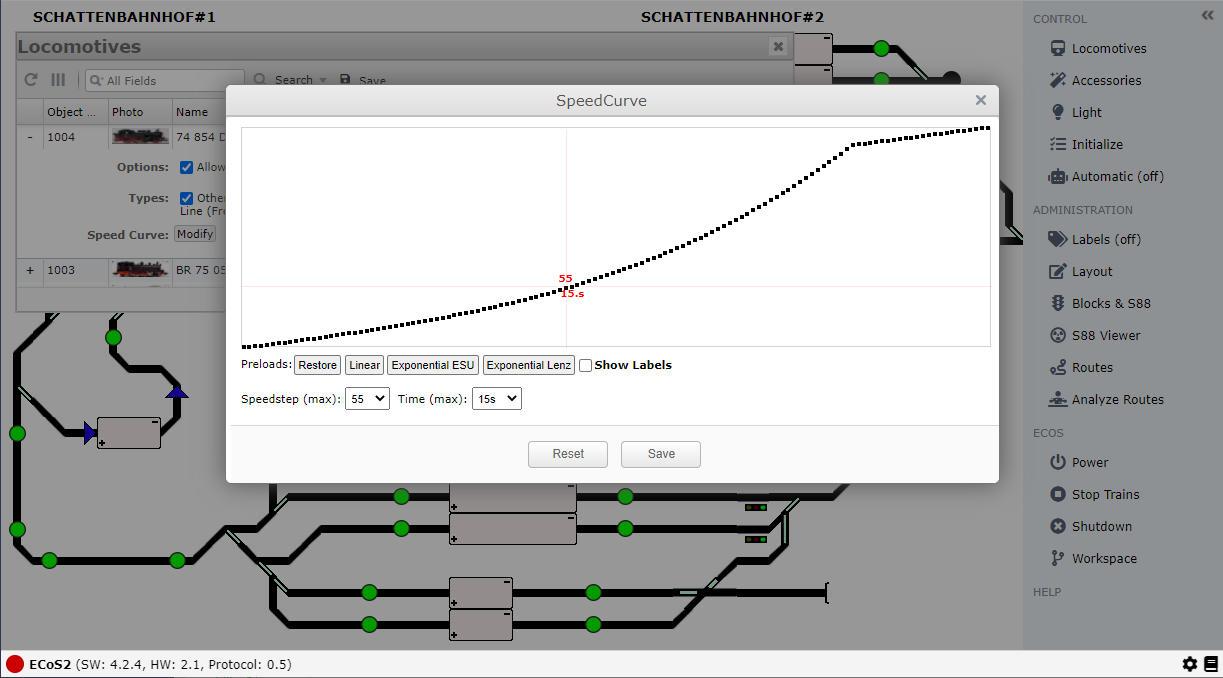 SCHATTENBAHNHOF#1
SCHATTENBAHNHOF#2
Locomotives
All Fields
Search
Save
Object ...
Photo
Name
- 1004
74 854 D
Options:
Allow
Types:
Othe
Line (Fr
Speed Curve:
Modify
+ 1003
BR 75 05
SpeedCurve
55
15.s
Preloads: Restore Linear Exponential ESU Exponential Lenz Show Labels
Speedstep (max): 55 Time (max): 15s
Reset
Save
CONTROL
Locomotives
Accessories
Light
Initialize
Automatic (off)
ADMINISTRATION
Labels (off)
Layout
Blocks & S88
S88 Viewer
Routes
Analyze Routes
ECOS
Power
Stop Trains
Shutdown
Workspace
HELP
ECoS2 (SW: 4.2.4, HW: 2.1, Protocol: 0.5)